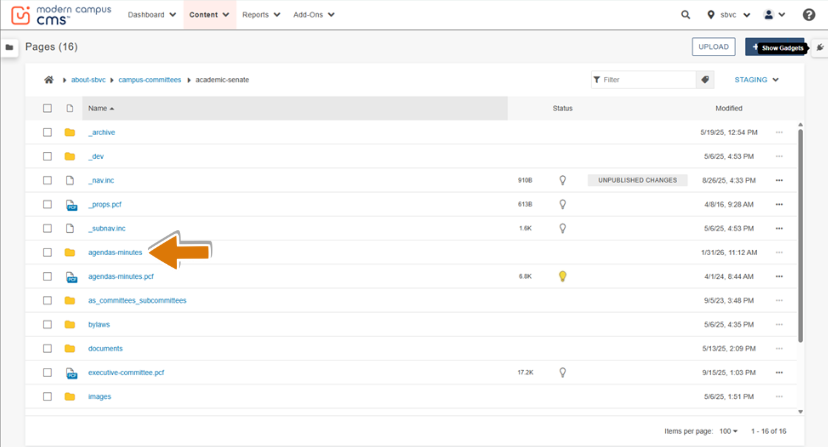 modern campus
cms™
Dashboard
Content
Reports
Add-Ons
sbvc
Pages (16)
UPLOAD
+
Show Gadgets
about-sbvc
campus-committees
academic-senate
Filter
STAGING
Name
Status
Modified
_archive
5/19/25, 12:54 PM
_dev
5/6/25, 4:53 PM
_nav.inc
910B
UNPUBLISHED CHANGES
8/26/25, 4:33 PM
_props.pcf
613B
4/8/16, 9:28 AM
_subnav.inc
1.6K
5/6/25, 4:53 PM
agendas-minutes
1/31/26, 11:12 AM
agendas-minutes.pcf
6.8K
4/1/24, 8:44 AM
as_committees_subcommittees
9/5/23, 3:48 PM
bylaws
5/6/25, 4:35 PM
documents
5/13/25, 2:09 PM
executive-committee.pcf
17.2K
9/15/25, 1:03 PM
images
5/6/25, 1:51 PM
Items per page: 100
1 - 16 of 16